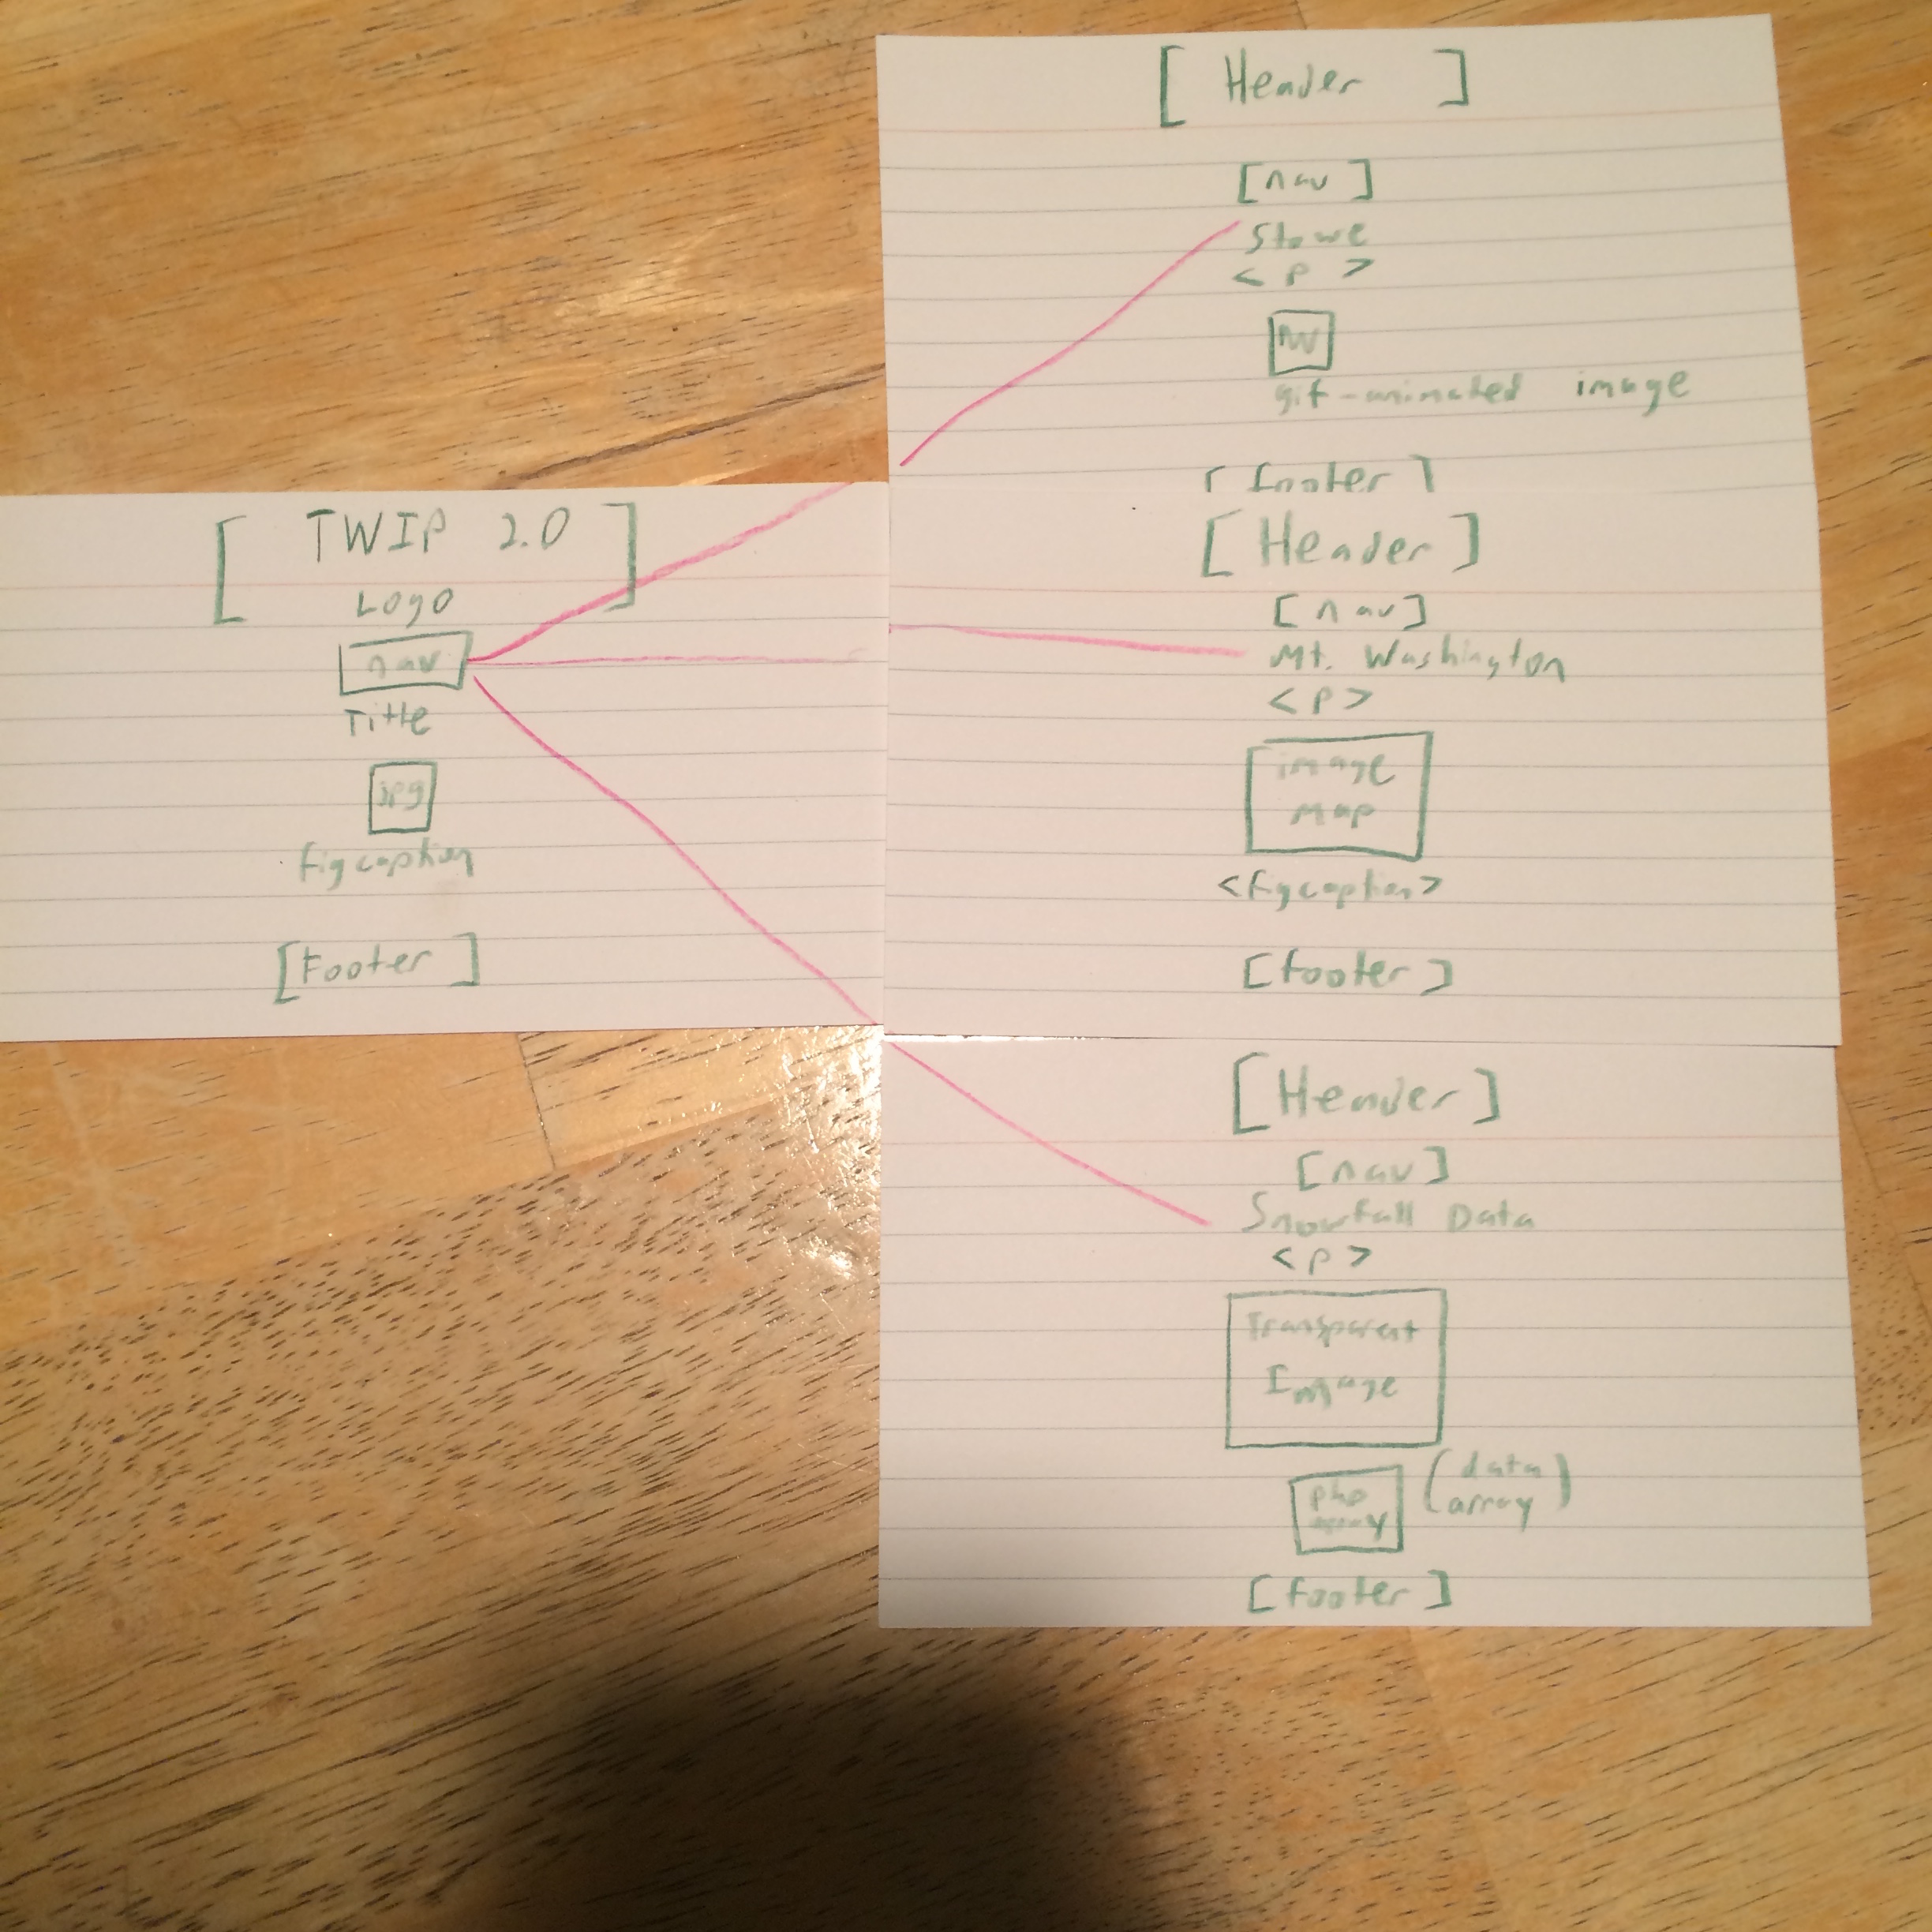 [ TWIP 2.0 ]
Logo
nav
Title
jpg
figcaption
[Footer]
[ Header ]
[nav]
Stowe
< p >
gif-animated image
[footer]
[Header]
[nav]
Mt. Washington
<P>
image
map
<figcaption>
[footer]
[Header]
[nav]
Snowfall Data
<P>
Transparent
Image
php
array
(data
array)
[footer]